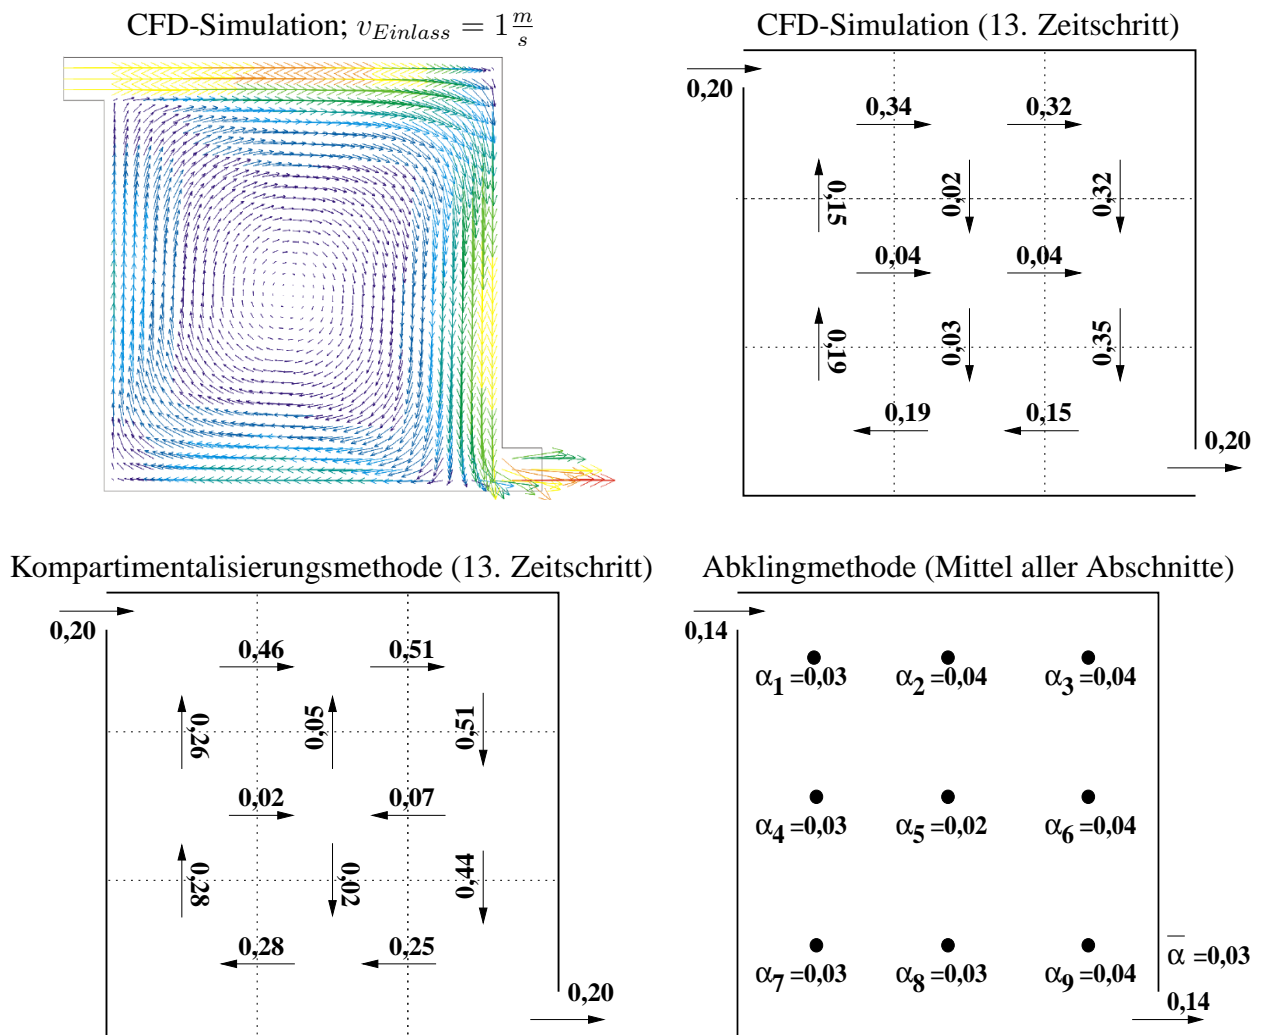 CFD-Simulation; v_Einlass = 1 m/s
CFD-Simulation (13. Zeitschritt)
0,20
0,34
0,32
0,15
0,02
0,32
0,04
0,04
0,19
0,03
0,35
0,19
0,15
0,20
Kompartimentalisierungsmethode (13. Zeitschritt)
0,20
0,46
0,51
0,26
0,05
0,51
0,02
0,07
0,28
0,02
0,44
0,28
0,25
0,20
Abklingmethode (Mittel aller Abschnitte)
0,14
α1 =0,03
α2 =0,04
α3 =0,04
α4 =0,03
α5 =0,02
α6 =0,04
α7 =0,03
α8 =0,03
α9 =0,04
α̅ =0,03
0,14